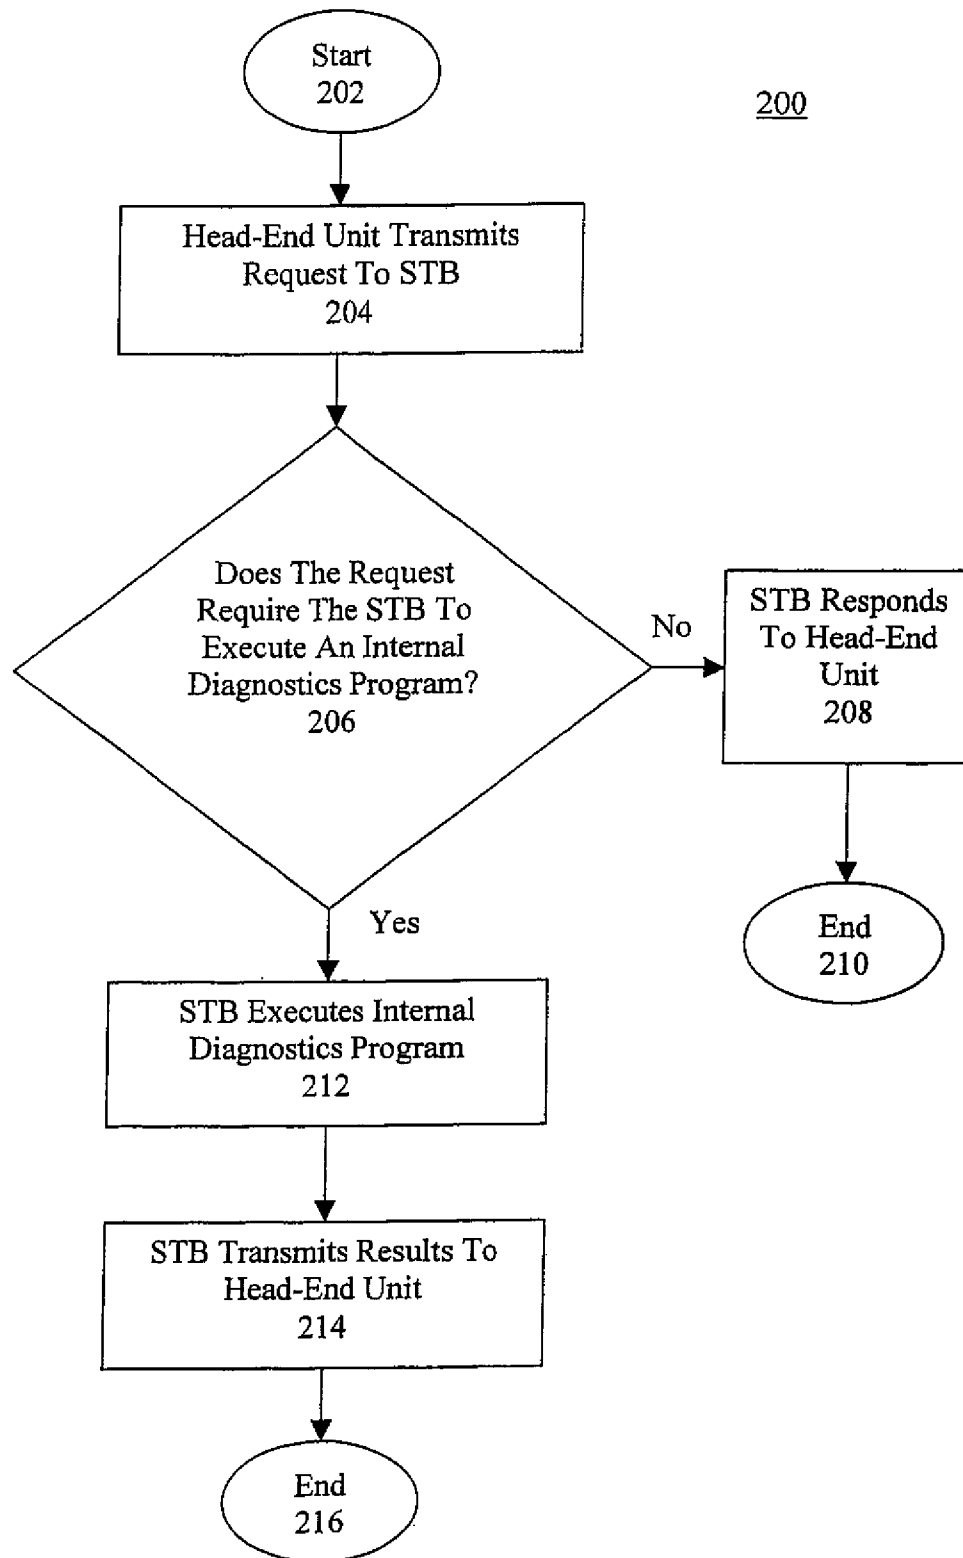 Start
202
200
Head-End Unit Transmits
Request To STB
204
Does The Request
Require The STB To
Execute An Internal
Diagnostics Program?
206
No
STB Responds
To Head-End
Unit
208
End
210
Yes
STB Executes Internal
Diagnostics Program
212
STB Transmits Results To
Head-End Unit
214
End
216